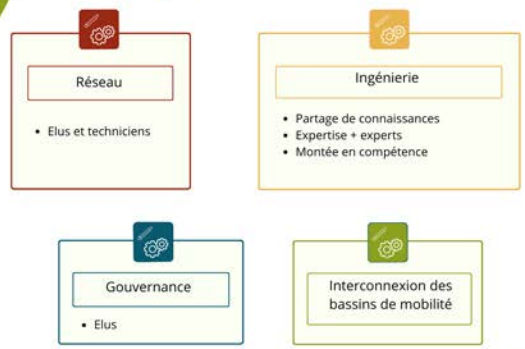 Réseau
• Elus et techniciens
Ingénierie
• Partage de connaissances
• Expertise + experts
• Montée en compétence
Gouvernance
• Elus
Interconnexion des
bassins de mobilité